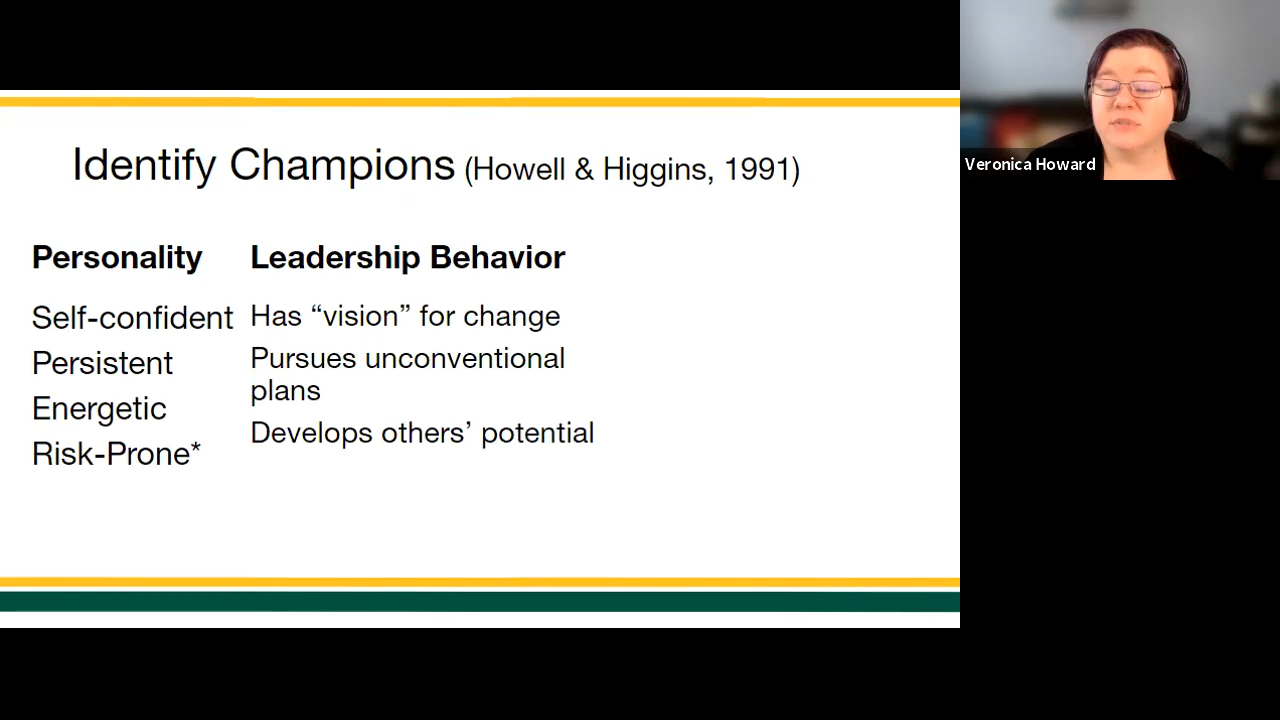 Identify Champions (Howell & Higgins, 1991)
Personality
Self-confident
Persistent
Energetic
Risk-Prone*
Leadership Behavior
Has “vision” for change
Pursues unconventional
plans
Develops others’ potential
Veronica Howard